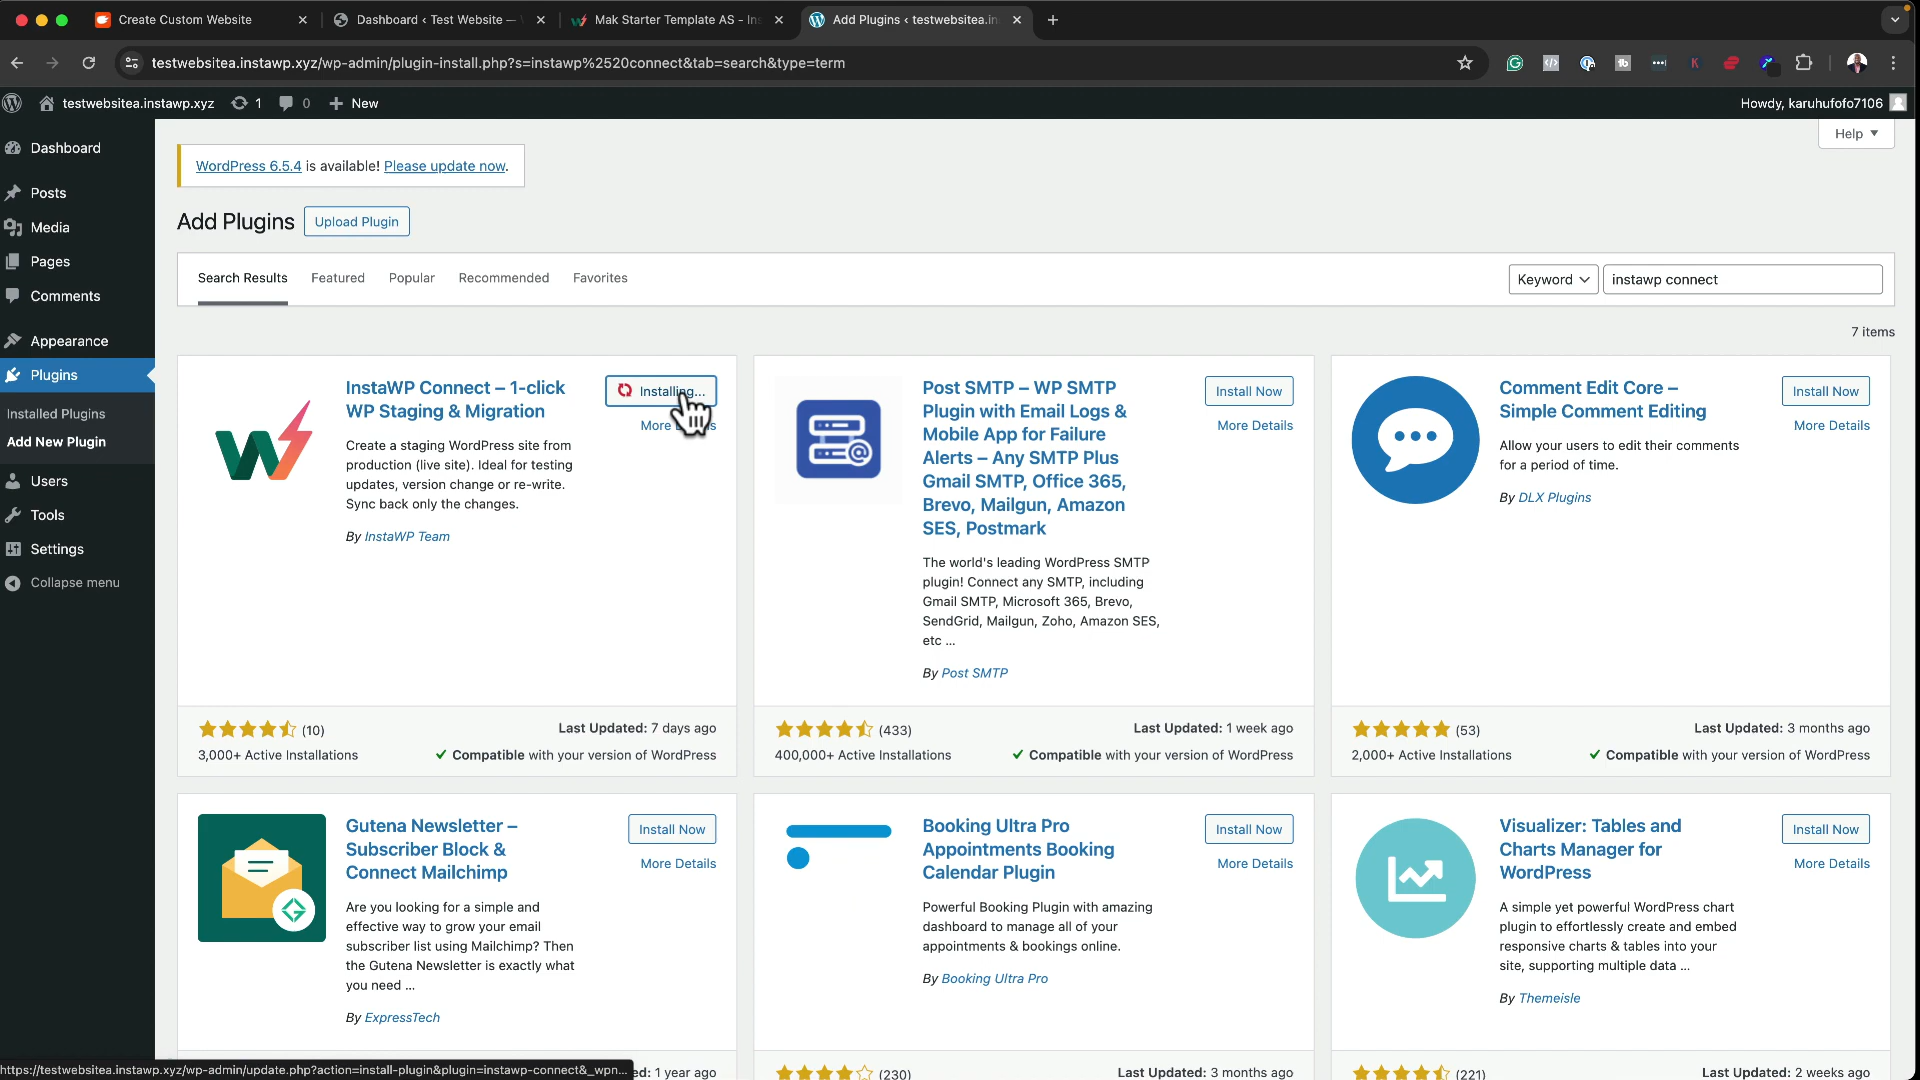 Create Custom Website
Dashboard ‹ Test Website —
Mak Starter Template AS - Ins
Add Plugins ‹ testwebsitea.in
testwebsitea.instawp.xyz/wp-admin/plugin-install.php?s=instawp%2520connect&tab=search&type=term
testwebsitea.instawp.xyz
1
0
New
Howdy, karuhufofo7106
Dashboard
Posts
Media
Pages
Comments
Appearance
Plugins
Installed Plugins
Add New Plugin
Users
Tools
Settings
Collapse menu
Help
WordPress 6.5.4 is available! Please update now.
Add Plugins
Upload Plugin
Search Results
Featured
Popular
Recommended
Favorites
Keyword
instawp connect
7 items
InstaWP Connect – 1-click
WP Staging & Migration
Installing...
More
Create a staging WordPress site from
production (live site). Ideal for testing
updates, version change or re-write.
Sync back only the changes.
By InstaWP Team
(10)
Last Updated: 7 days ago
3,000+ Active Installations
Compatible with your version of WordPress
Post SMTP – WP SMTP
Plugin with Email Logs &
Mobile App for Failure
Alerts – Any SMTP Plus
Gmail SMTP, Office 365,
Brevo, Mailgun, Amazon
SES, Postmark
Install Now
More Details
The world's leading WordPress SMTP
plugin! Connect any SMTP, including
Gmail SMTP, Microsoft 365, Brevo,
SendGrid, Mailgun, Zoho, Amazon SES,
etc ...
By Post SMTP
(433)
Last Updated: 1 week ago
400,000+ Active Installations
Compatible with your version of WordPress
Comment Edit Core –
Simple Comment Editing
Install Now
More Details
Allow your users to edit their comments
for a period of time.
By DLX Plugins
(53)
Last Updated: 3 months ago
2,000+ Active Installations
Compatible with your version of WordPress
Gutena Newsletter –
Subscriber Block &
Connect Mailchimp
Install Now
More Details
Are you looking for a simple and
effective way to grow your email
subscriber list using Mailchimp? Then
the Gutena Newsletter is exactly what
you need ...
By ExpressTech
ed: 1 year ago
Booking Ultra Pro
Appointments Booking
Calendar Plugin
Install Now
More Details
Powerful Booking Plugin with amazing
dashboard to manage all of your
appointments & bookings online.
By Booking Ultra Pro
(230)
Last Updated: 3 months ago
Visualizer: Tables and
Charts Manager for
WordPress
Install Now
More Details
A simple yet powerful WordPress chart
plugin to effortlessly create and embed
responsive charts & tables into your
site, supporting multiple data ...
By Themeisle
(221)
Last Updated: 2 weeks ago
https://testwebsitea.instawp.xyz/wp-admin/update.php?action=install-plugin&plugin=instawp-connect&_wpn...